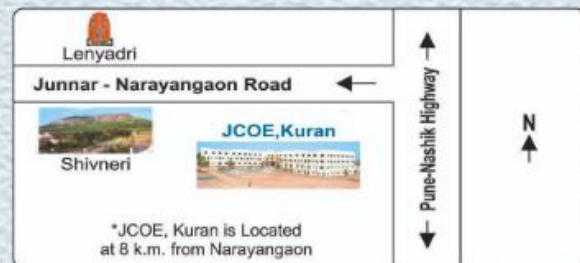 Lenyadri
Junnar - Narayangaon Road
JCOE,Kuran
Shivneri
*JCOE, Kuran is Located
at 8 k.m. from Narayangaon
Pune-Nashik Highway
N